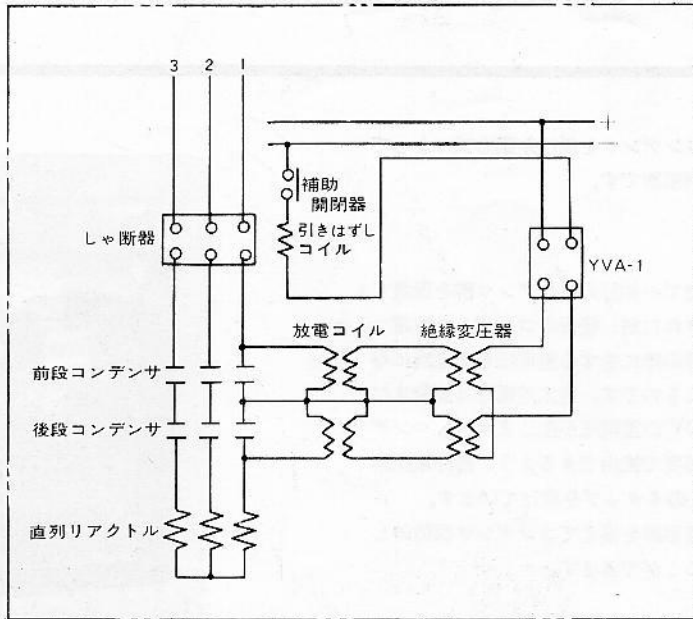 3 2 1
+
−
補助
開閉器
引きはずし
コイル
しゃ断器
YVA-1
放電コイル
絶縁変圧器
前段コンデンサ
後段コンデンサ
直列リアクトル